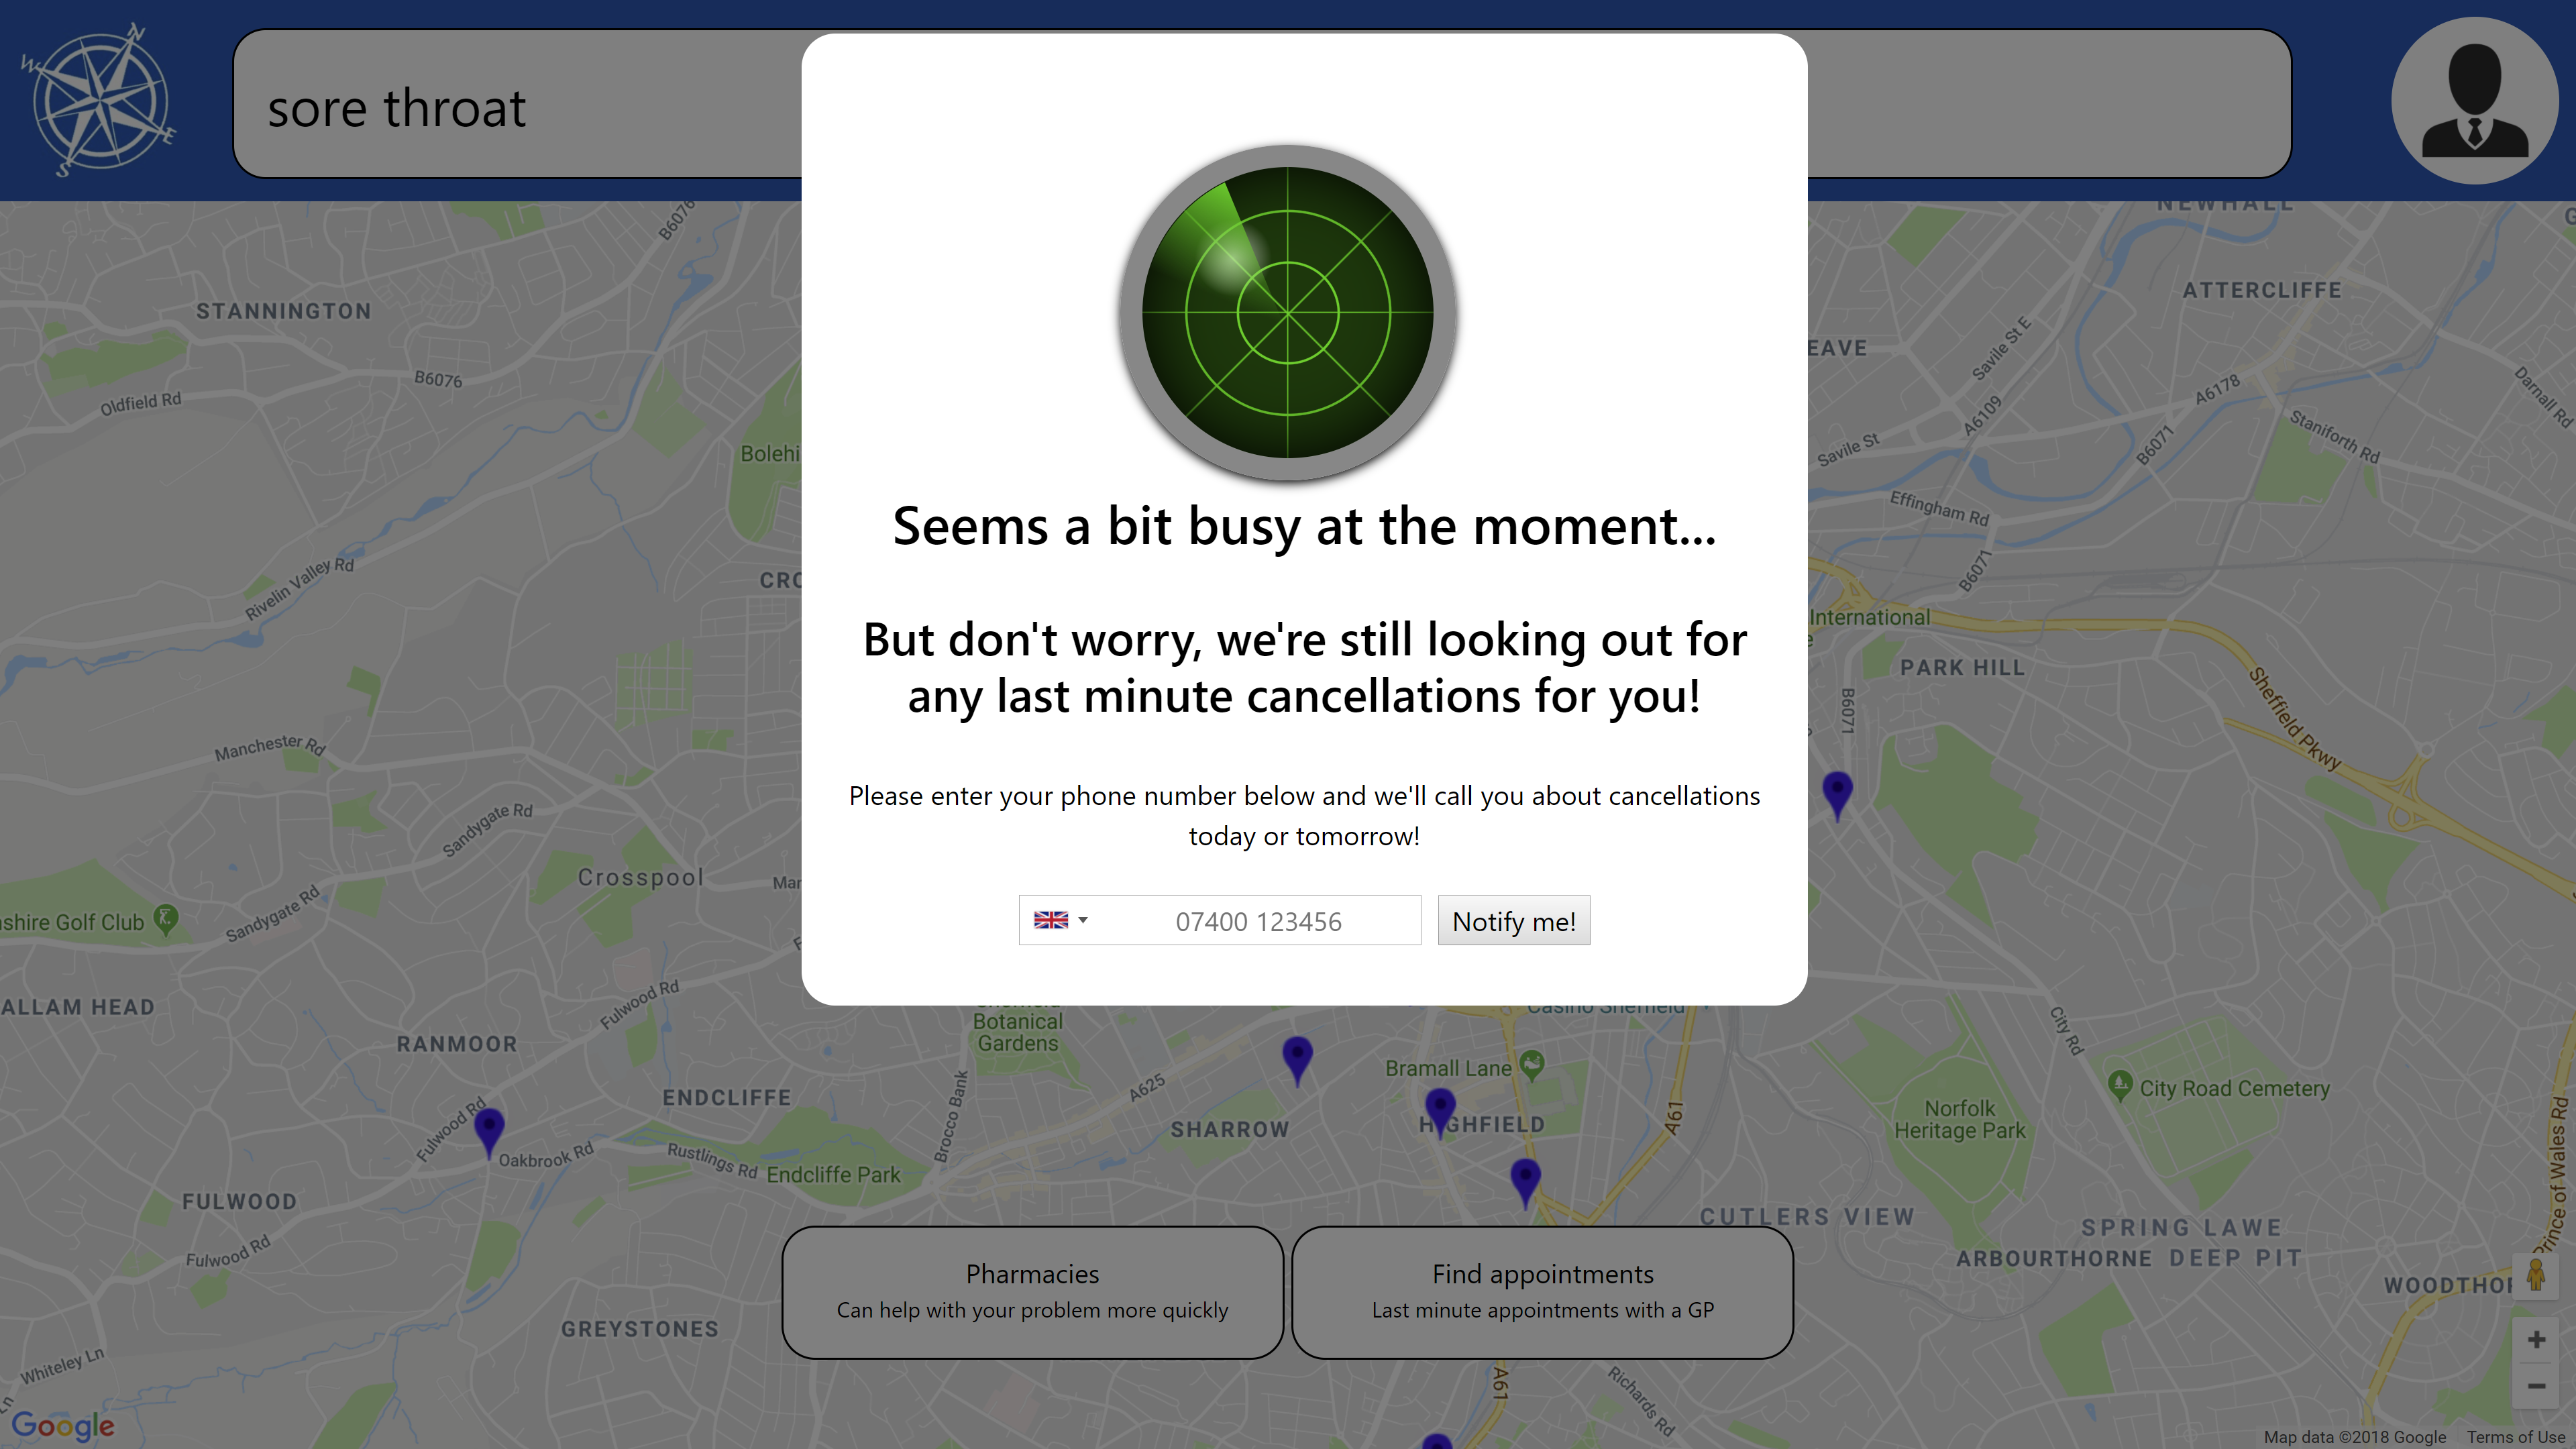 N
W
E
S
sore throat
Seems a bit busy at the moment...
But don't worry, we're still looking out for
any last minute cancellations for you!
Please enter your phone number below and we'll call you about cancellations
today or tomorrow!
07400 123456
Notify me!
NEWHALL
B6076
STANNINGTON
ATTERCLIFFE
EAVE
Savile St E
B6076
Oldfield Rd
A6178
Darnall Rd
A6109
Staniforth Rd
Savile St
B6071
Bolehi
Effingham Rd
Rivelin Valley Rd
B6071
CRO
International
PARK HILL
B6071
Sheffield Pkwy
Manchester Rd
Sandygate Rd
Crosspool
Mar
shire Golf Club
Sandygate Rd
Fulwood Rd
ALLAM HEAD
Casino Sheffield
Botanical
Gardens
City Rd
RANMOOR
Bramall Lane
ENDCLIFFE
A625
City Road Cemetery
Norfolk
Heritage Park
Fulwood Rd
Brocco Bank
SHARROW
HIGHFIELD
A61
Oakbrook Rd
Rustlings Rd
Endcliffe Park
Prince of Wales Rd
FULWOOD
CUTLERS VIEW
SPRING LAWE
Fulwood Rd
ARBOURTHORNE
DEEP PIT
WOODTHOR
Pharmacies
Can help with your problem more quickly
Find appointments
Last minute appointments with a GP
GREYSTONES
Whiteley Ln
A61
Richards Rd
Google
Map data ©2018 Google
Terms of Use